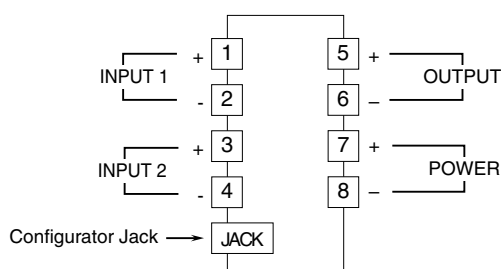 + 1 5 +
INPUT 1 OUTPUT
- 2 6 –
+ 3 7 +
INPUT 2 POWER
- 4 8 –
Configurator Jack JACK